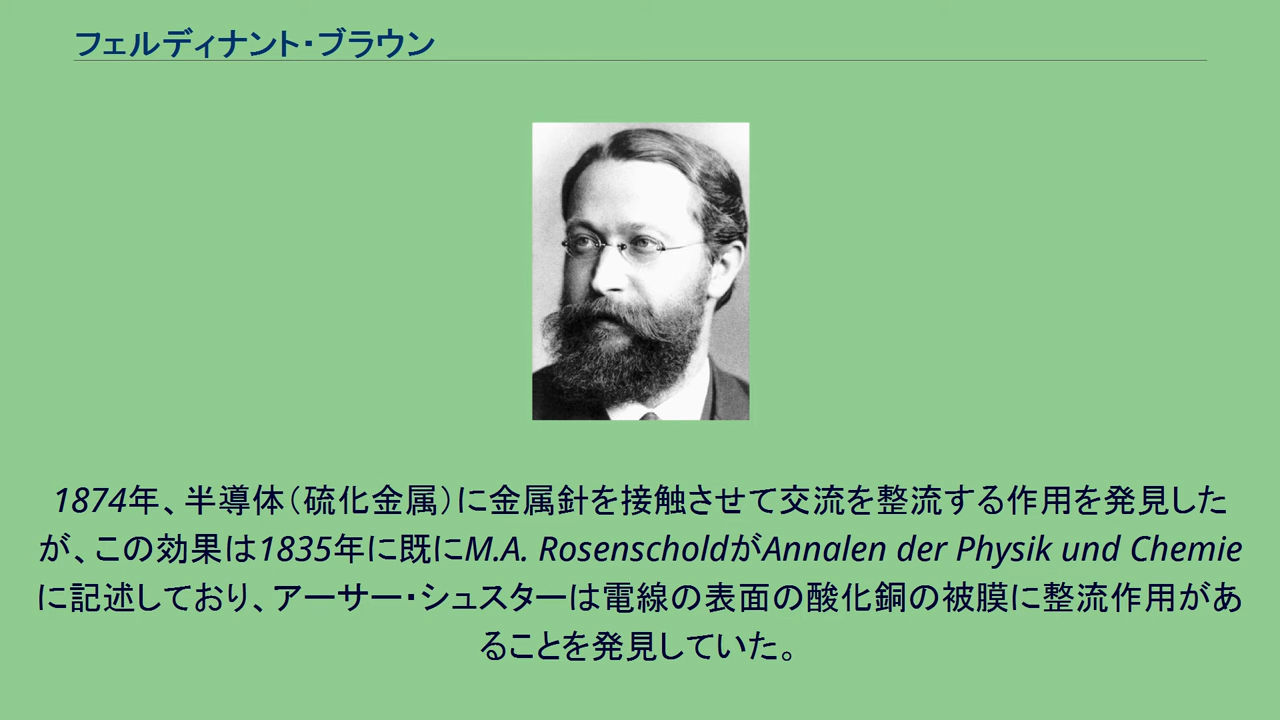 フェルディナント・ブラウン
1874年、半導体（硫化金属）に金属針を接触させて交流を整流する作用を発見した
が、この効果は1835年に既にM.A. RosenscholdがAnnalen der Physik und Chemie
に記述しており、アーサー・シュスターは電線の表面の酸化銅の被膜に整流作用があ
ることを発見していた。